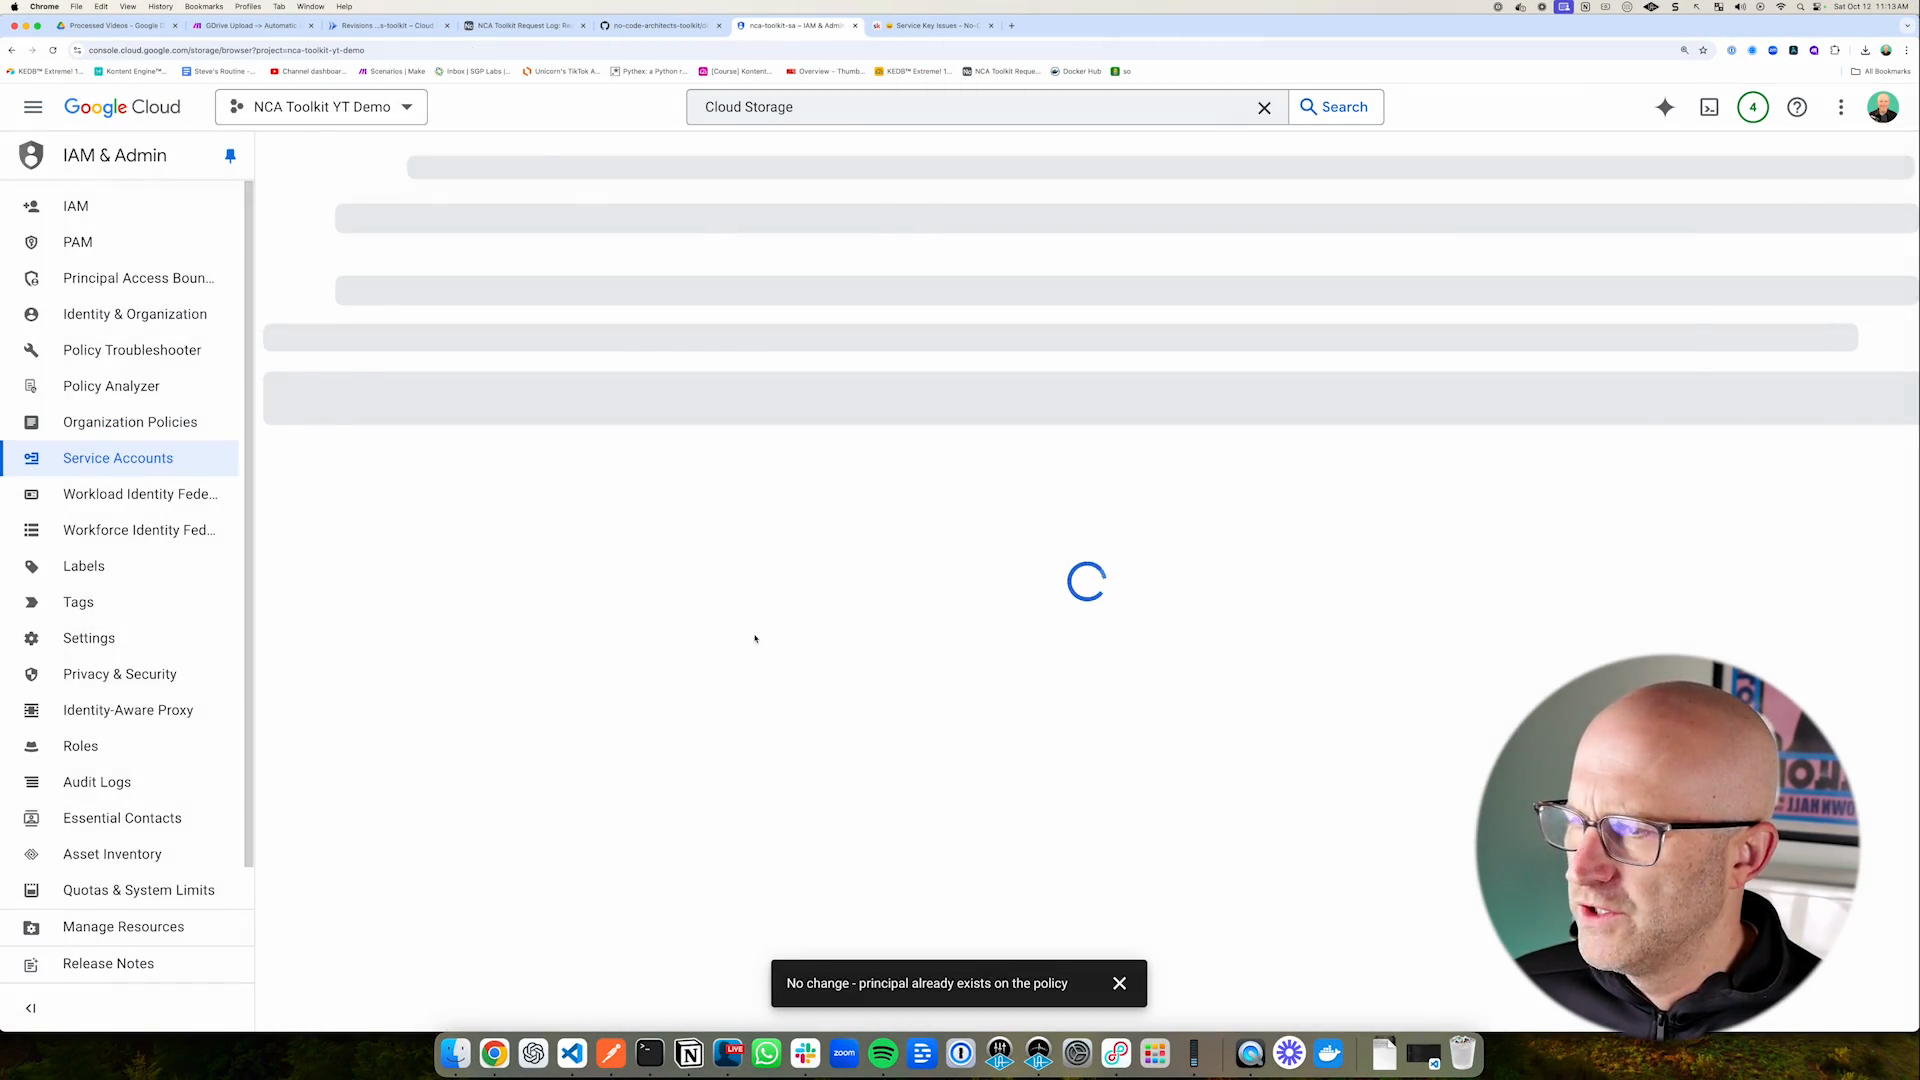 Chrome File Edit View History Bookmarks Profiles Tab Window Help
Sat Oct 12 11:13 AM
Processed Videos - Google D
GDrive Upload -> Automatic
Revisions ...s-toolkit - Cloud
NCA Toolkit Request Log: Re
no-code-architects-toolkit/d
nca-toolkit-sa – IAM & Admin
Service Key Issues - No-C
console.cloud.google.com/storage/browser?project=nca-toolkit-yt-demo
KEDB™ Extreme! 1...
Kontent Engine™...
Steve's Routine -...
Channel dashboar...
Scenarios | Make
Inbox | SGP Labs |...
Unicorn's TikTok A...
Pythex: a Python r...
[Course] Kontent...
Overview – Thumb...
KEDB™ Extreme! 1...
NCA Toolkit Reque...
Docker Hub
so
All Bookmarks
Google Cloud
NCA Toolkit YT Demo
Cloud Storage
Search
4
IAM & Admin
IAM
PAM
Principal Access Boun...
Identity & Organization
Policy Troubleshooter
Policy Analyzer
Organization Policies
Service Accounts
Workload Identity Fede...
Workforce Identity Fed...
Labels
Tags
Settings
Privacy & Security
Identity-Aware Proxy
Roles
Audit Logs
Essential Contacts
Asset Inventory
Quotas & System Limits
Manage Resources
Release Notes
No change - principal already exists on the policy
LIVE
zoom